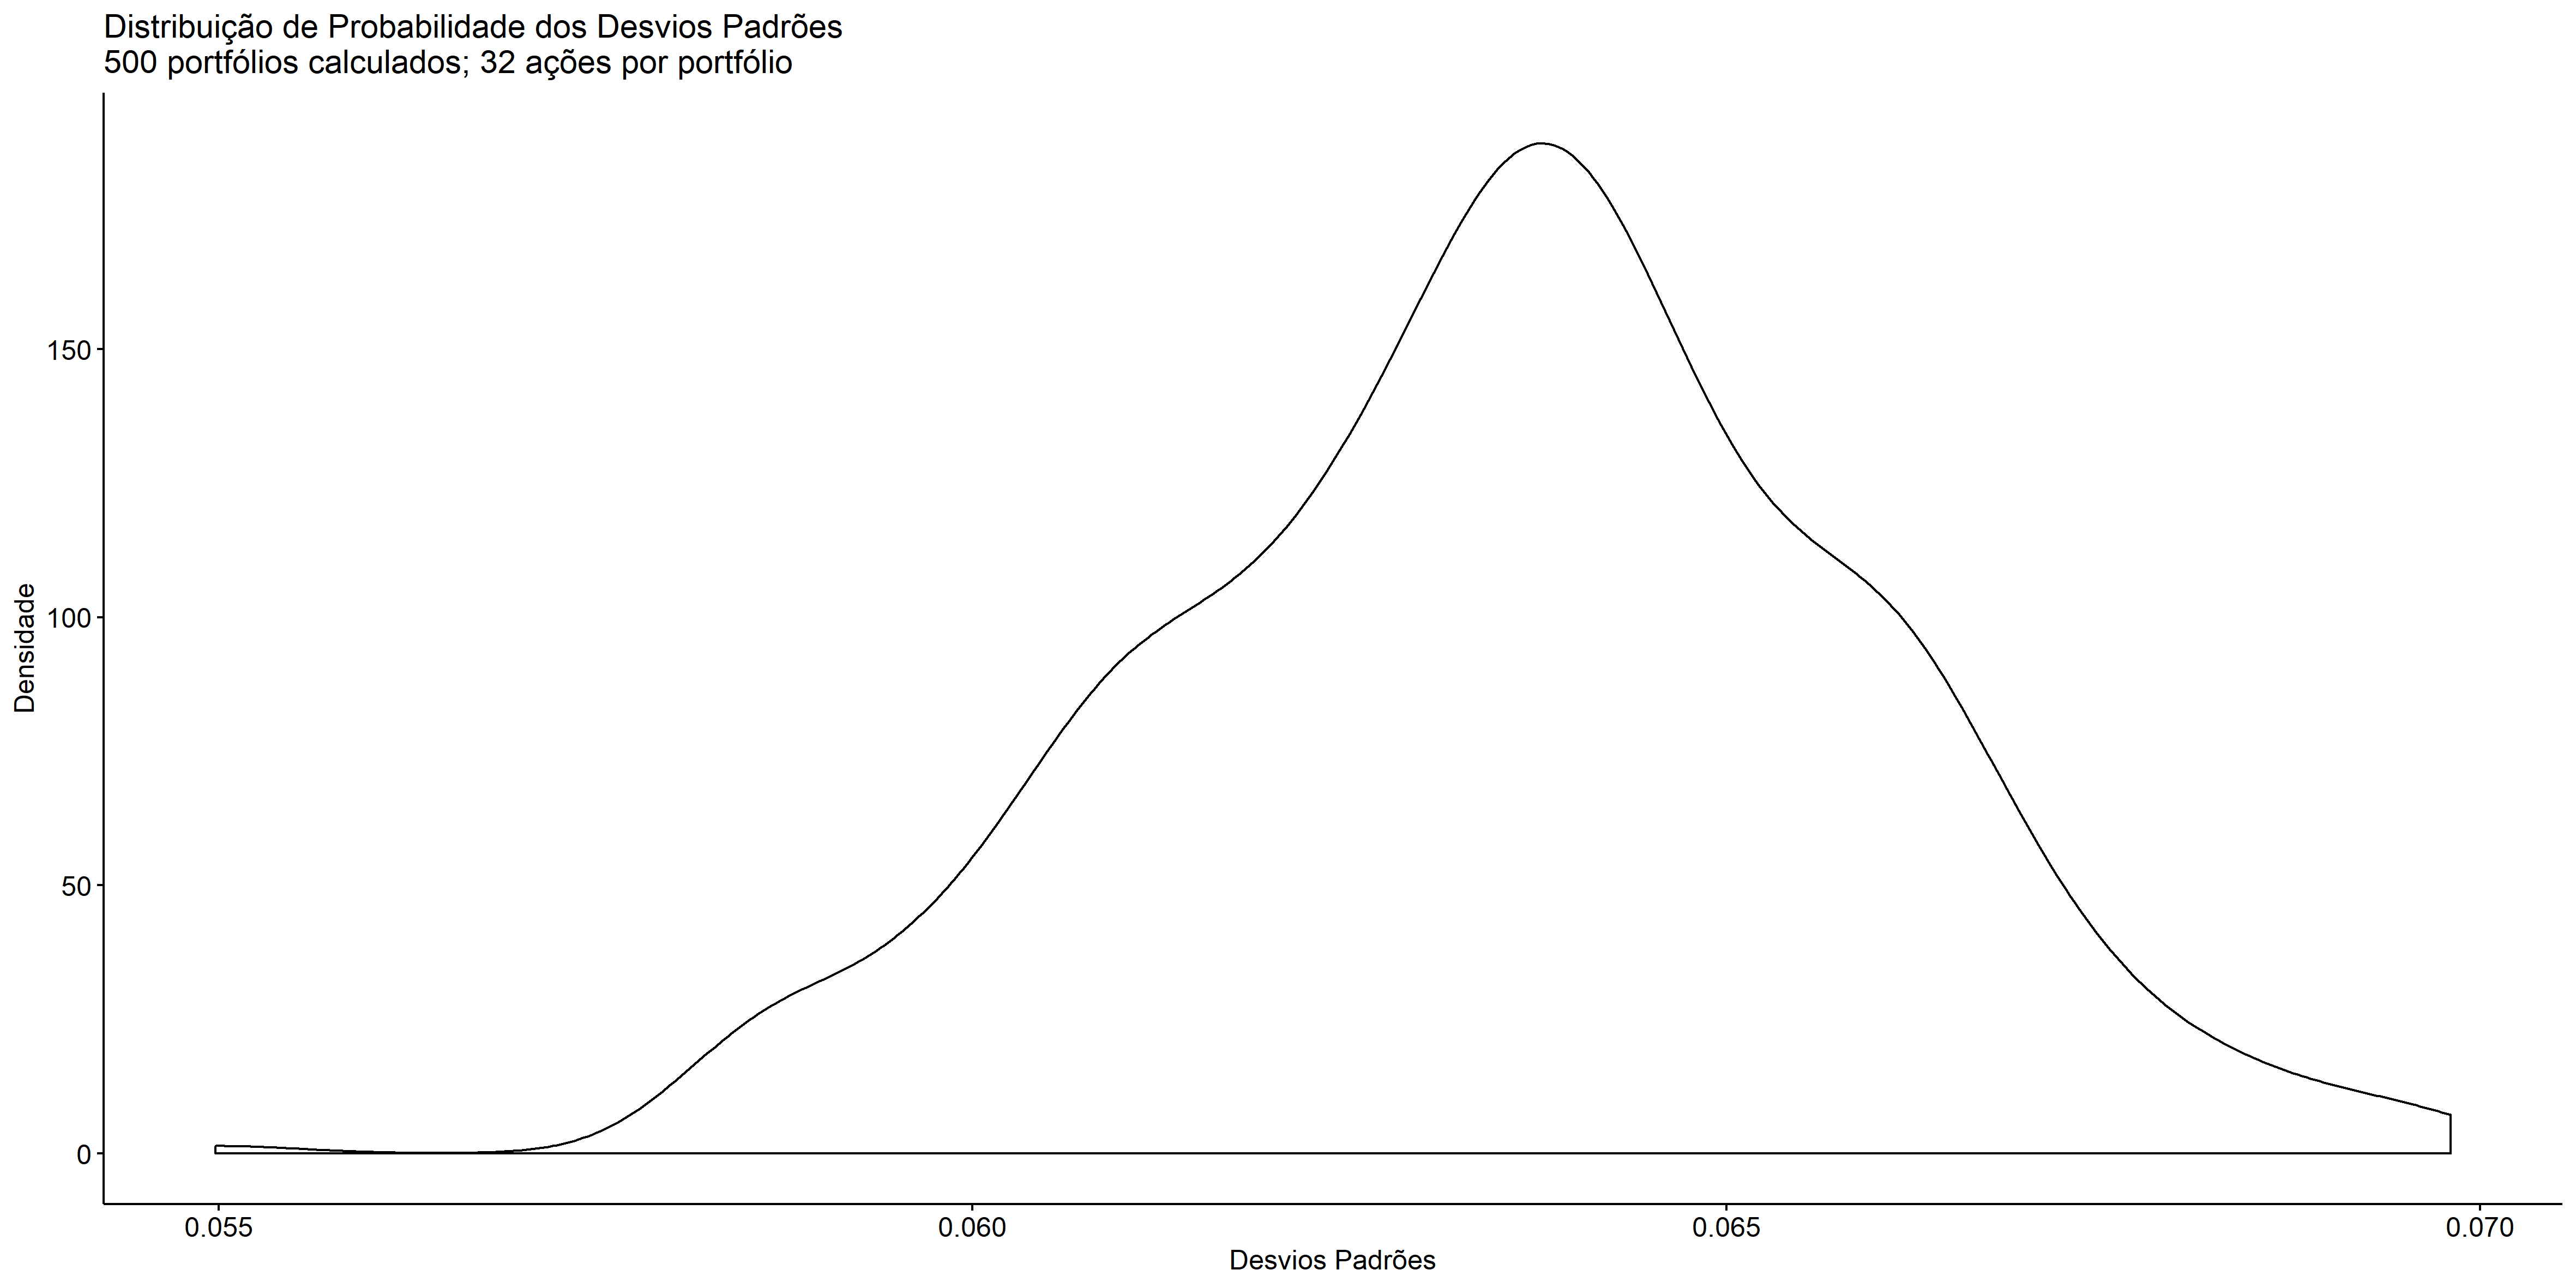 Distribuição de Probabilidade dos Desvios Padrões
500 portfólios calculados; 32 ações por portfólio
Densidade
150
100
50
0
0.055
0.060
0.065
0.070
Desvios Padrões